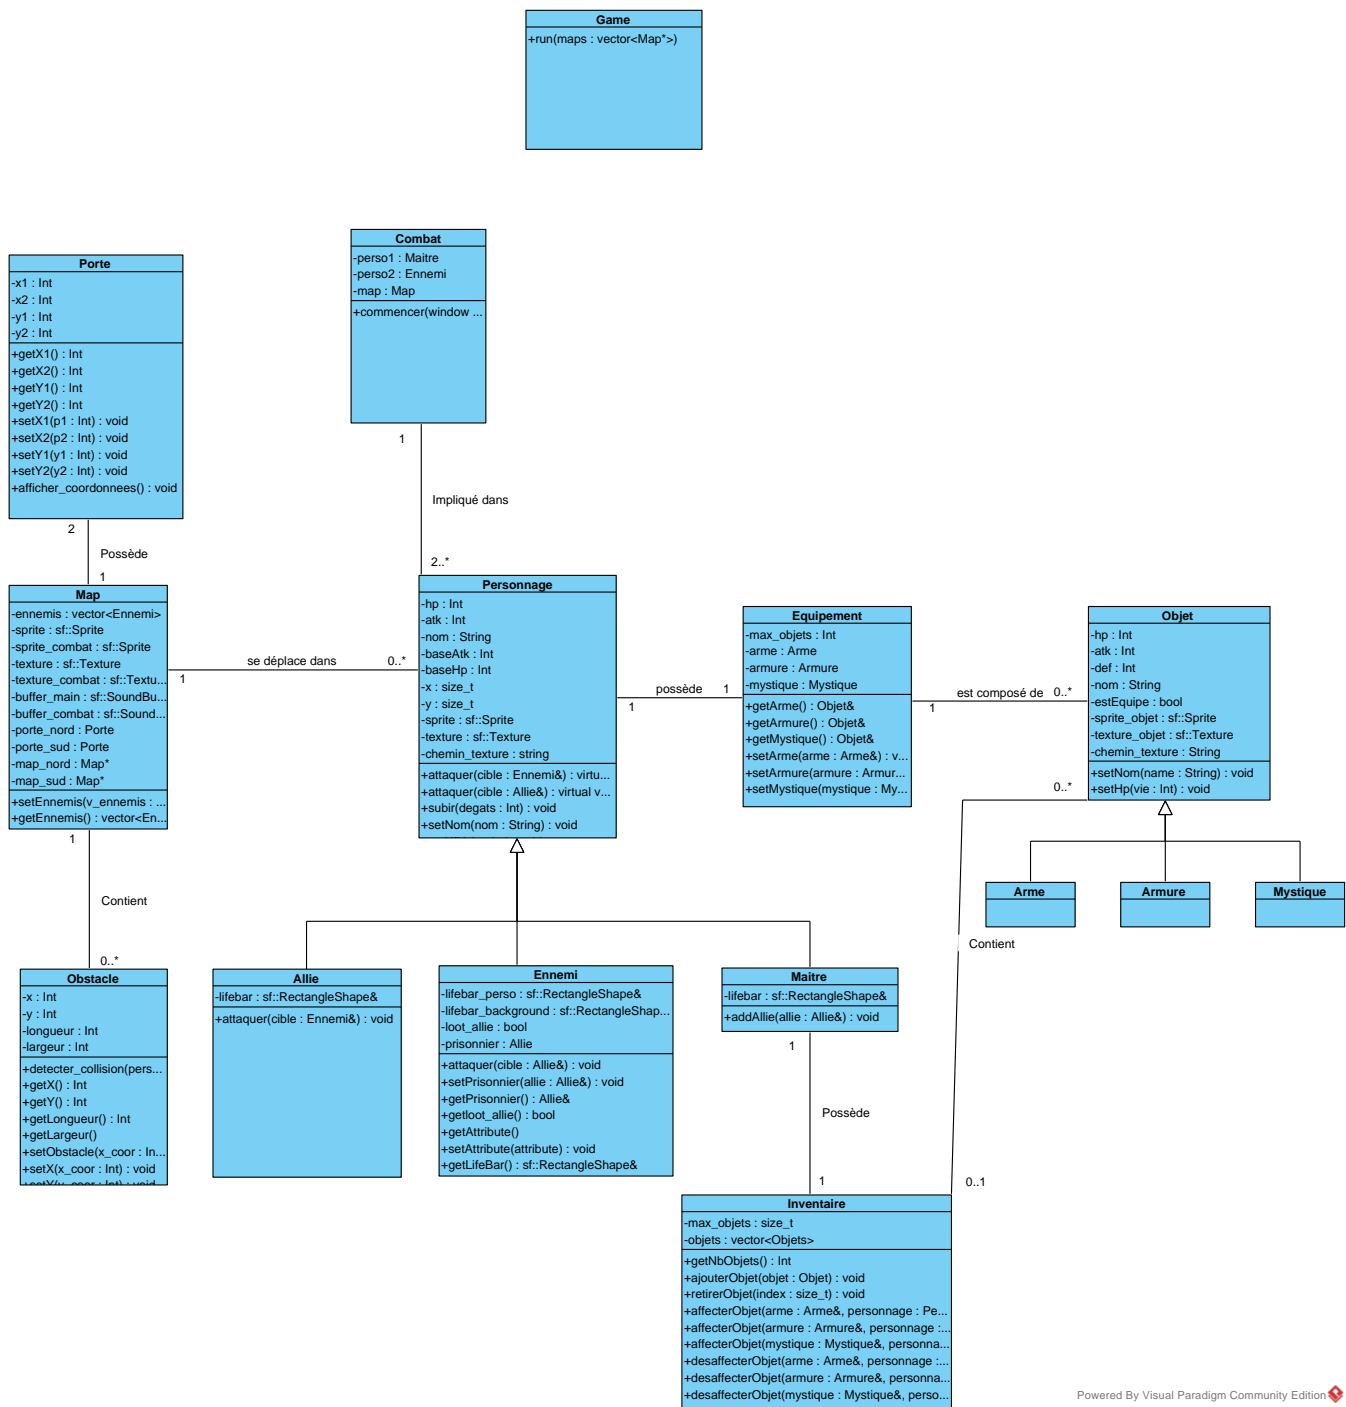 Game
+run(maps : vector<Map*>)
Combat
-perso1 : Maitre
-perso2 : Ennemi
-map : Map
+commencer(window ...
Porte
-x1 : Int
-x2 : Int
-y1 : Int
-y2 : Int
+getX1() : Int
+getX2() : Int
+getY1() : Int
+getY2() : Int
+setX1(p1 : Int) : void
+setX2(p2 : Int) : void
+setY1(y1 : Int) : void
+setY2(y2 : Int) : void
+afficher_coordonnees() : void
1
Impliqué dans
2..*
2
Possède
1
Map
-ennemis : vector<Ennemi>
-sprite : sf::Sprite
-sprite_combat : sf::Sprite
-texture : sf::Texture
-texture_combat : sf::Textu...
-buffer_main : sf::SoundBu...
-buffer_combat : sf::Sound...
-porte_nord : Porte
-porte_sud : Porte
-map_nord : Map*
-map_sud : Map*
+setEnnemis(v_ennemis : ...
+getEnnemis() : vector<En...
1
se déplace dans
0..*
Personnage
-hp : Int
-atk : Int
-nom : String
-baseAtk : Int
-baseHp : Int
-x : size_t
-y : size_t
-sprite : sf::Sprite
-texture : sf::Texture
-chemin_texture : string
+attaquer(cible : Ennemi&) : virtu...
+attaquer(cible : Allie&) : virtual v...
+subir(degats : Int) : void
+setNom(nom : String) : void
1
possède
1
Equipement
-max_objets : Int
-arme : Arme
-armure : Armure
-mystique : Mystique
+getArme() : Objet&
+getArmure() : Objet&
+getMystique() : Objet&
+setArme(arme : Arme&) : v...
+setArmure(armure : Armur...
+setMystique(mystique : My...
1
est composé de
0..*
Objet
-hp : Int
-atk : Int
-def : Int
-nom : String
-estEquipe : bool
-sprite_objet : sf::Sprite
-texture_objet : sf::Texture
-chemin_texture : String
+setNom(name : String) : void
+setHp(vie : Int) : void
0..*
Arme
Armure
Mystique
Contient
0..1
1
Contient
0..*
Obstacle
-x : Int
-y : Int
-longueur : Int
-largeur : Int
+detecter_collision(pers...
+getX() : Int
+getY() : Int
+getLongueur() : Int
+getLargeur()
+setObstacle(x_coor : In...
+setX(x_coor : Int) : void
+setY(y_coor : Int) : void
Allie
-lifebar : sf::RectangleShape&
+attaquer(cible : Ennemi&) : void
Ennemi
-lifebar_perso : sf::RectangleShape&
-lifebar_background : sf::RectangleShap...
-loot_allie : bool
-prisonnier : Allie
+attaquer(cible : Allie&) : void
+setPrisonnier(allie : Allie&) : void
+getPrisonnier() : Allie&
+getloot_allie() : bool
+getAttribute()
+setAttribute(attribute) : void
+getLifeBar() : sf::RectangleShape&
Maitre
-lifebar : sf::RectangleShape&
+addAllie(allie : Allie&) : void
1
Possède
1
Inventaire
-max_objets : size_t
-objets : vector<Objets>
+getNbObjets() : Int
+ajouterObjet(objet : Objet) : void
+retirerObjet(index : size_t) : void
+affecterObjet(arme : Arme&, personnage : Pe...
+affecterObjet(armure : Armure&, personnage :...
+affecterObjet(mystique : Mystique&, personna...
+desaffecterObjet(arme : Arme&, personnage :...
+desaffecterObjet(armure : Armure&, personna...
+desaffecterObjet(mystique : Mystique&, perso...
Powered By Visual Paradigm Community Edition